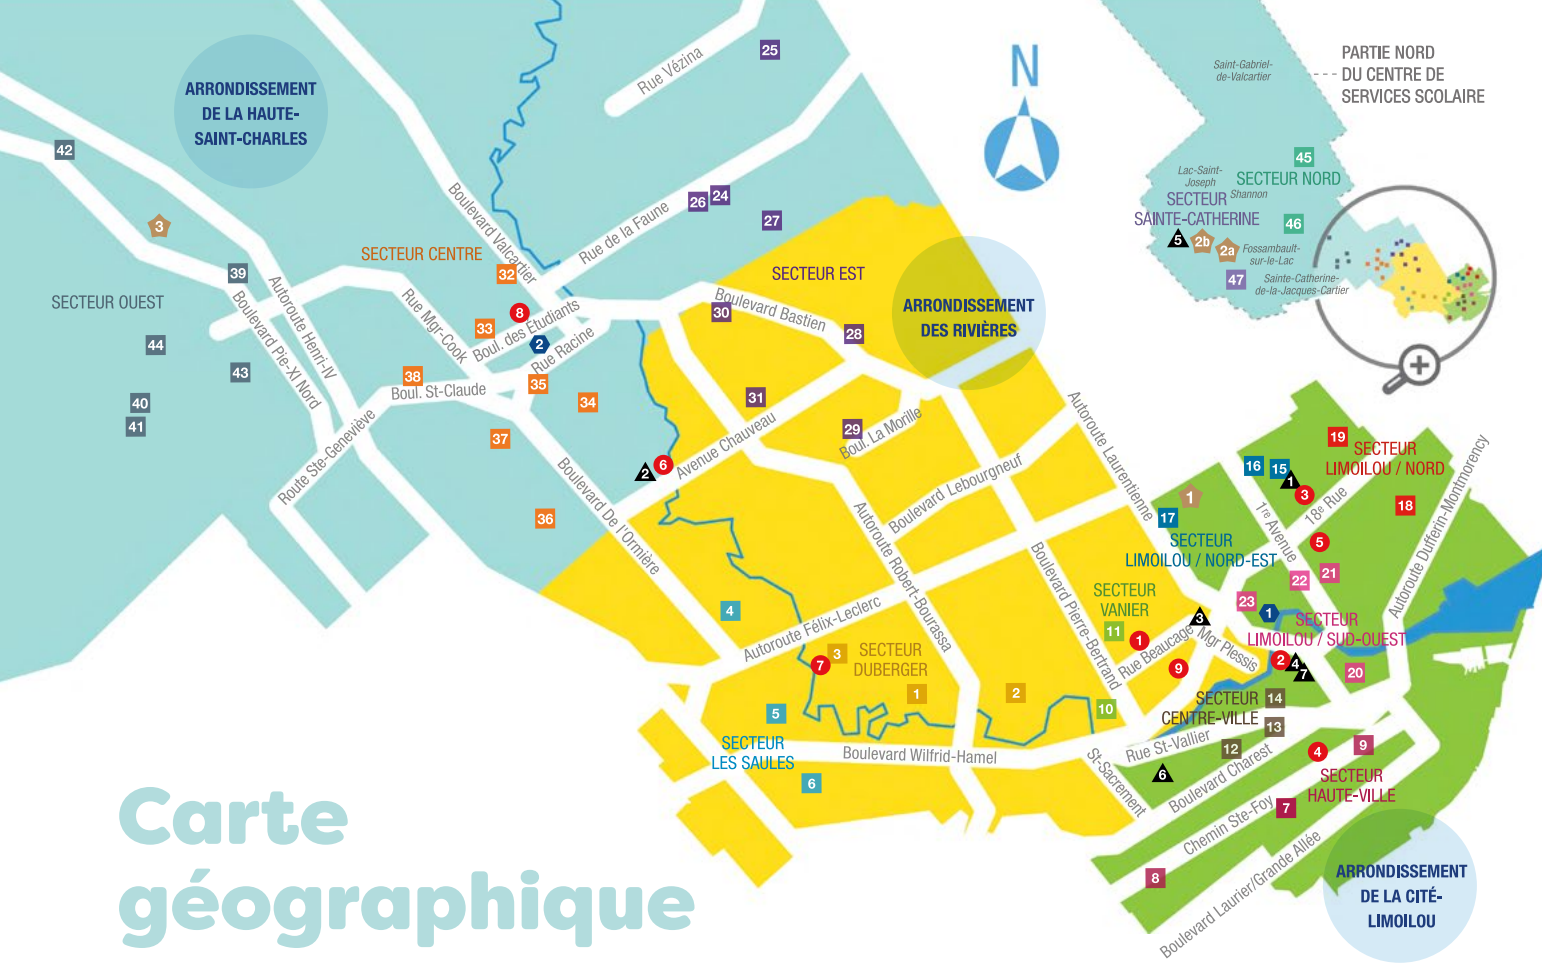 ARRONDISSEMENT
DE LA HAUTE-
SAINT-CHARLES
42
3
39
SECTEUR OUEST
44
43
40
41
Autoroute Henri-IV
Boulevard Pie-XI Nord
Route Ste-Geneviève
SECTEUR CENTRE
32
8
33
2
38
35
34
37
36
Boulevard Valcartier
Rue Mgr-Cook
Boul. des Étudiants
Rue Racine
Boul. St-Claude
Boulevard De l'Ormière
Rue Vézina
25
Rue de la Faune
26
24
27
SECTEUR EST
30
Boulevard Bastien
28
31
29
Boul. La Morille
Avenue Chauveau
2
6
ARRONDISSEMENT
DES RIVIÈRES
N
Autoroute Laurentienne
Boulevard Lebourgneuf
Autoroute Robert-Bourassa
Boulevard Pierre-Bertrand
Autoroute Félix-Leclerc
4
7
3
SECTEUR
DUBERGER
1
2
5
SECTEUR
LES SAULES
6
Boulevard Wilfrid-Hamel
PARTIE NORD
DU CENTRE DE
SERVICES SCOLAIRE
Saint-Gabriel-
de-Valcartier
45
SECTEUR NORD
Lac-Saint-
Joseph
Shannon
SECTEUR
SAINTE-CATHERINE
46
5
2b
2a
Fossambault-
sur-le-Lac
47
Sainte-Catherine-
de-la-Jacques-Cartier
19
SECTEUR
LIMOILOU / NORD
16
15
1
3
18e Rue
18
1
17
SECTEUR
LIMOILOU / NORD-EST
1re Avenue
5
22
21
23
1
SECTEUR
LIMOILOU / SUD-OUEST
Autoroute Dufferin-Montmorency
SECTEUR
VANIER
11
1
3
Rue Beaucage
Mgr Plessis
9
10
2
4
7
20
SECTEUR
CENTRE-VILLE
14
13
12
Rue St-Vallier
6
St-Sacrement
Boulevard Charest
4
9
SECTEUR
HAUTE-VILLE
7
Chemin Ste-Foy
8
Boulevard Laurier/Grande Allée
ARRONDISSEMENT
DE LA CITÉ-
LIMOILOU
Carte
géographique